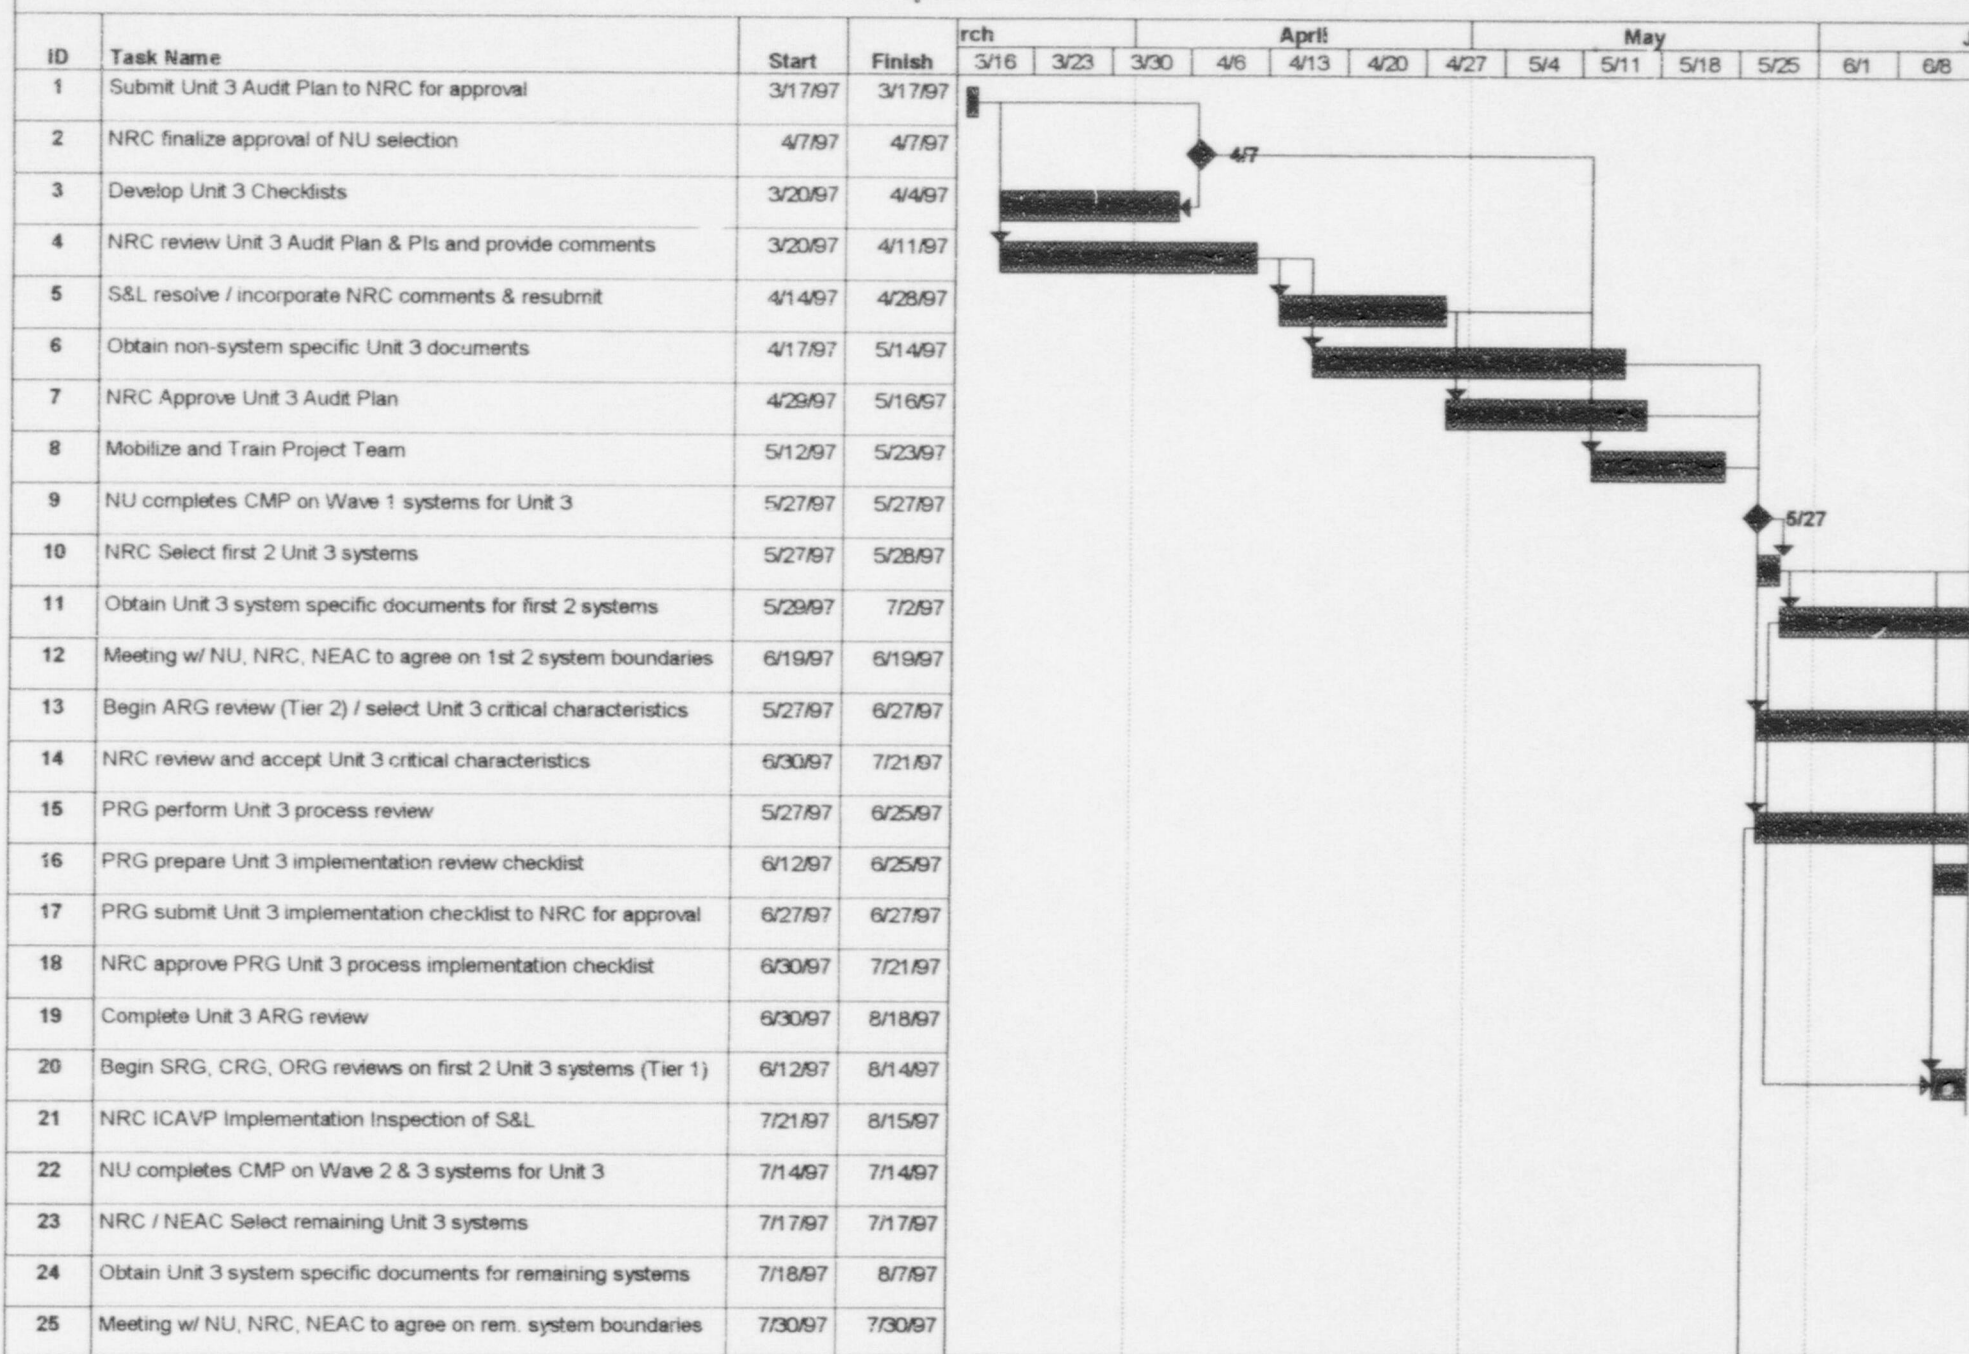 rch April May
ID Task Name Start Finish 3/16 3/23 3/30 4/6 4/13 4/20 4/27 5/4 5/11 5/18 5/25 6/1 6/8
1 Submit Unit 3 Audit Plan to NRC for approval 3/17/97 3/17/97
2 NRC finalize approval of NU selection 4/7/97 4/7/97 4/7
3 Develop Unit 3 Checklists 3/20/97 4/4/97
4 NRC review Unit 3 Audit Plan & PIs and provide comments 3/20/97 4/11/97
5 S&L resolve / incorporate NRC comments & resubmit 4/14/97 4/28/97
6 Obtain non-system specific Unit 3 documents 4/17/97 5/14/97
7 NRC Approve Unit 3 Audit Plan 4/29/97 5/16/97
8 Mobilize and Train Project Team 5/12/97 5/23/97
9 NU completes CMP on Wave 1 systems for Unit 3 5/27/97 5/27/97 5/27
10 NRC Select first 2 Unit 3 systems 5/27/97 5/28/97
11 Obtain Unit 3 system specific documents for first 2 systems 5/29/97 7/2/97
12 Meeting w/ NU, NRC, NEAC to agree on 1st 2 system boundaries 6/19/97 6/19/97
13 Begin ARG review (Tier 2) / select Unit 3 critical characteristics 5/27/97 6/27/97
14 NRC review and accept Unit 3 critical characteristics 6/30/97 7/21/97
15 PRG perform Unit 3 process review 5/27/97 6/25/97
16 PRG prepare Unit 3 implementation review checklist 6/12/97 6/25/97
17 PRG submit Unit 3 implementation checklist to NRC for approval 6/27/97 6/27/97
18 NRC approve PRG Unit 3 process implementation checklist 6/30/97 7/21/97
19 Complete Unit 3 ARG review 6/30/97 8/18/97
20 Begin SRG, CRG, ORG reviews on first 2 Unit 3 systems (Tier 1) 6/12/97 8/14/97
21 NRC ICAVP Implementation Inspection of S&L 7/21/97 8/15/97
22 NU completes CMP on Wave 2 & 3 systems for Unit 3 7/14/97 7/14/97
23 NRC / NEAC Select remaining Unit 3 systems 7/17/97 7/17/97
24 Obtain Unit 3 system specific documents for remaining systems 7/18/97 8/7/97
25 Meeting w/ NU, NRC, NEAC to agree on rem. system boundaries 7/30/97 7/30/97